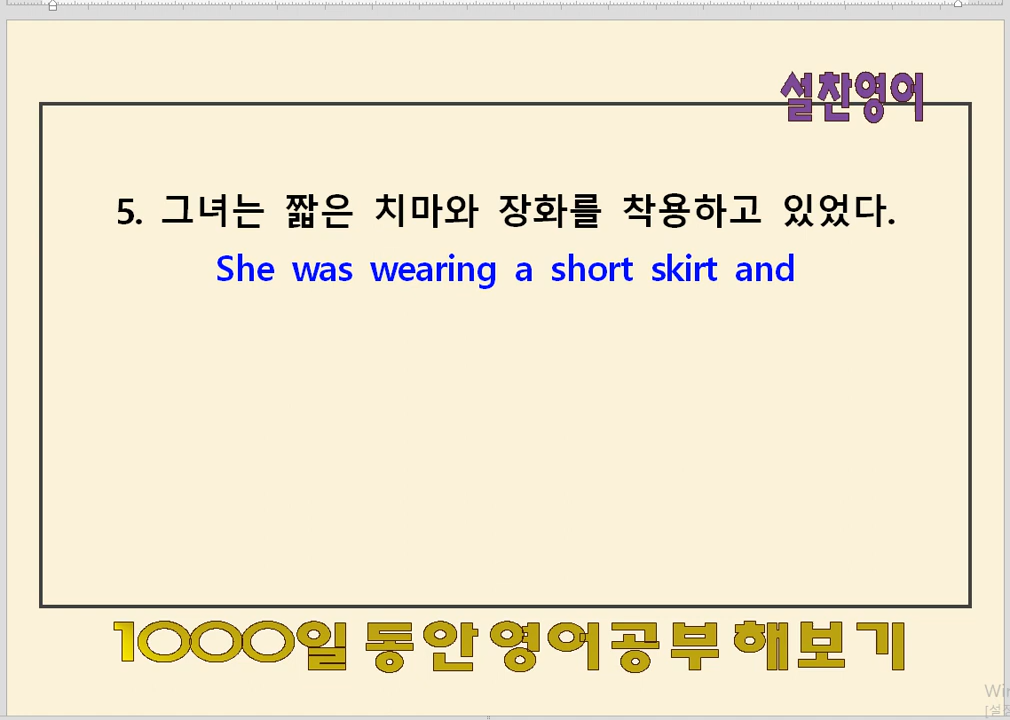 설찬영어
5. 그녀는 짧은 치마와 장화를 착용하고 있었다.
She was wearing a short skirt and
1000일 동안 영어공부 해보기